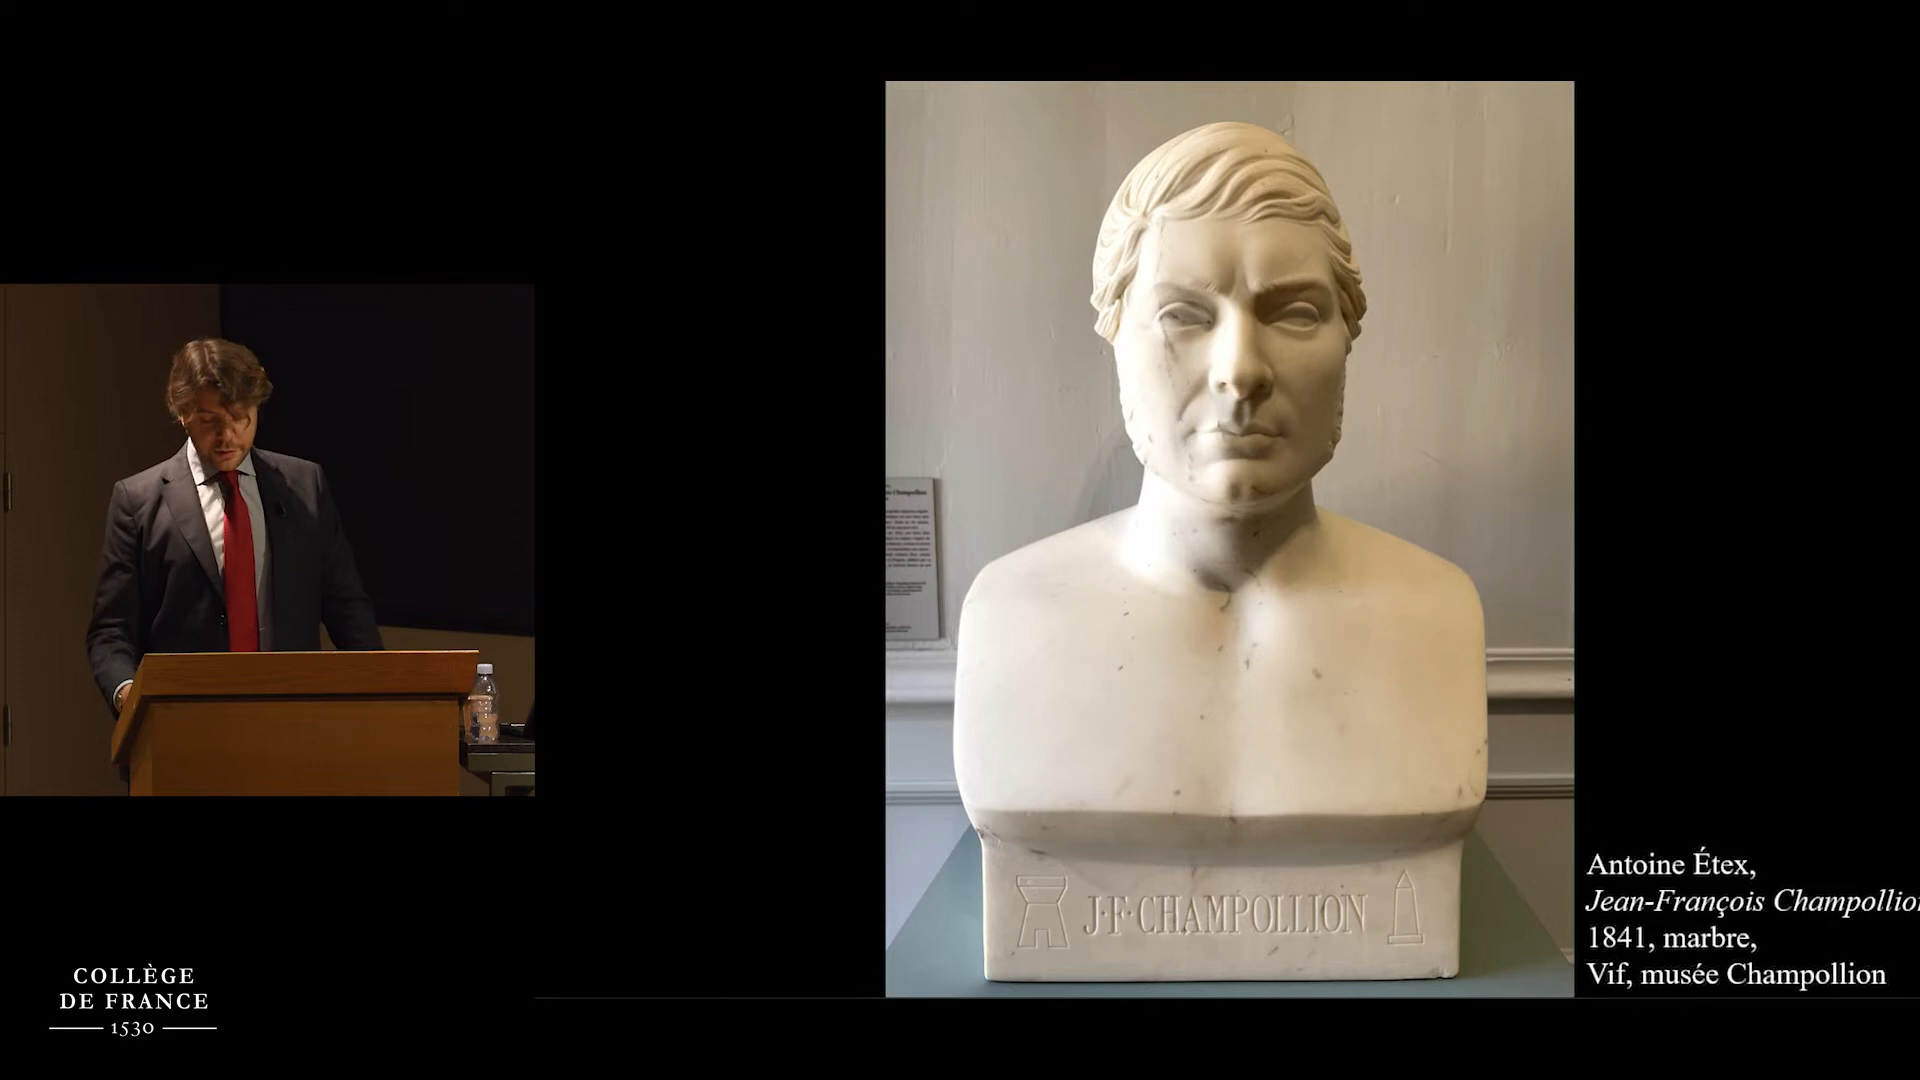 J·F·CHAMPOLLION
Antoine Étex,
Jean-François Champollion
1841, marbre,
Vif, musée Champollion
COLLÈGE
DE FRANCE
1530